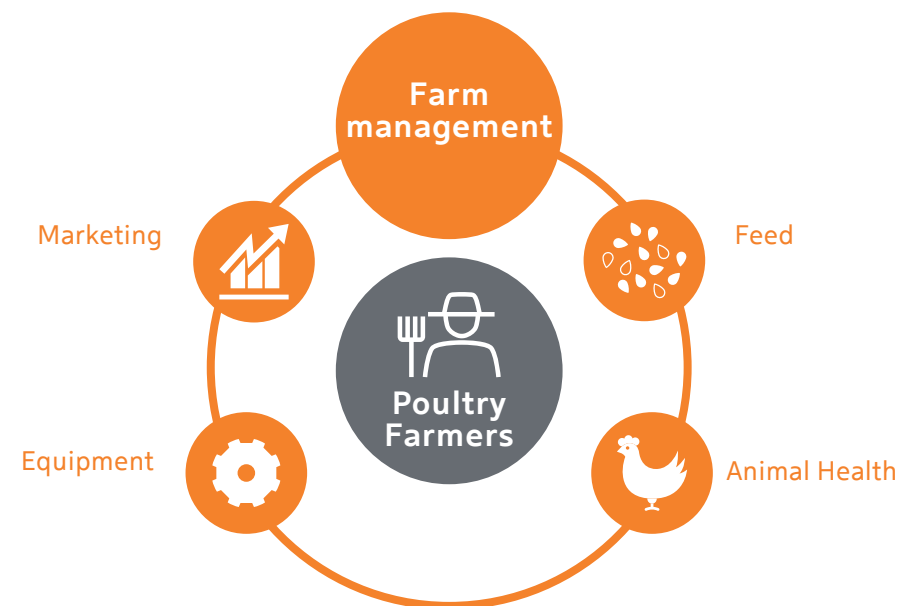 Farm
management
Marketing
Feed
Poultry
Farmers
Equipment
Animal Health